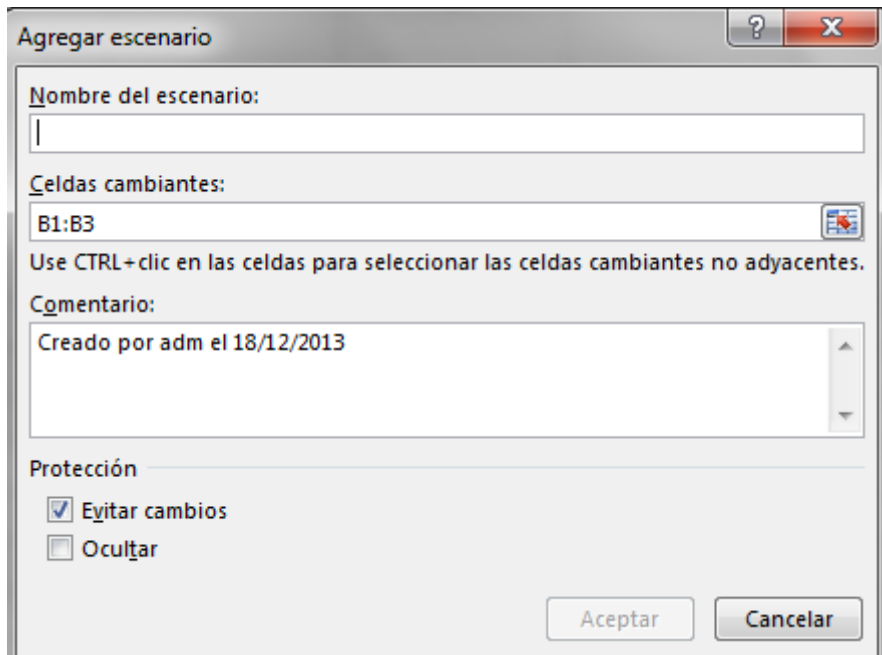 Agregar escenario
Nombre del escenario:
Celdas cambiantes:
B1:B3
Use CTRL+clic en las celdas para seleccionar las celdas cambiantes no adyacentes.
Comentario:
Creado por adm el 18/12/2013
Protección
Evitar cambios
Ocultar
Aceptar Cancelar